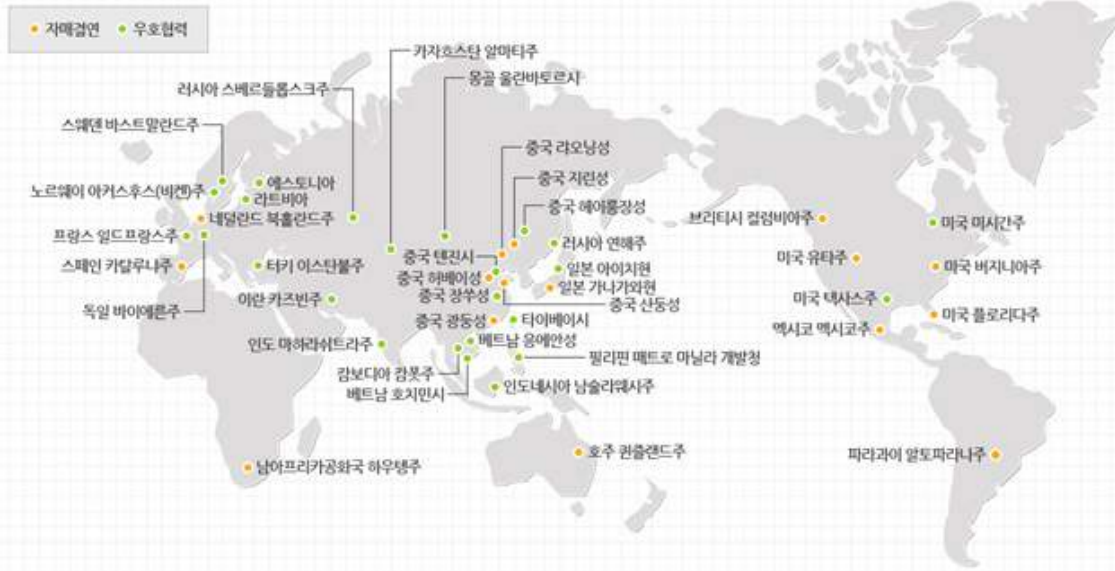 자매결연
우호협력
카자흐스탄 알마티주
몽골 울란바토르시
러시아 스베르들롭스크주
스웨덴 바스트말란드주
중국 랴오닝성
중국 지린성
노르웨이 아커스후스(비켄)주
에스토니아
라트비아
중국 헤이룽장성
네덜란드 북홀란드주
브리티시 컬럼비아주
미국 미시간주
프랑스 일드프랑스주
러시아 연해주
중국 텐진시
미국 유타주
스페인 카탈루냐주
터키 이스탄불주
중국 허베이성
일본 아이치현
미국 버지니아주
일본 가나가와현
독일 바이에른주
이란 카즈빈주
중국 장쑤성
중국 산둥성
미국 텍사스주
중국 광둥성
타이베이시
미국 플로리다주
멕시코 멕시코주
인도 마하라쉬트라주
베트남 응에안성
필리핀 매트로 마닐라 개발청
캄보디아 캄폿주
베트남 호치민시
인도네시아 남술라웨시주
남아프리카공화국 하우텡주
호주 퀸즐랜드주
파라과이 알토파라나주